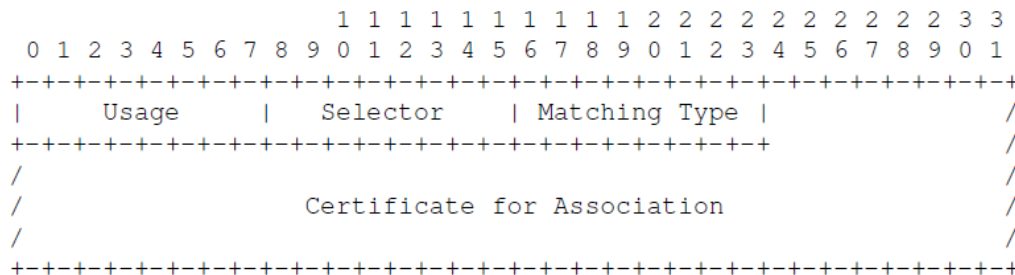 1 1 1 1 1 1 1 1 1 1 2 2 2 2 2 2 2 2 2 2 3 3
 0 1 2 3 4 5 6 7 8 9 0 1 2 3 4 5 6 7 8 9 0 1 2 3 4 5 6 7 8 9 0 1
+-+-+-+-+-+-+-+-+-+-+-+-+-+-+-+-+-+-+-+-+-+-+-+-+-+-+-+-+-+-+-+-+
|     Usage     |   Selector    | Matching Type |               /
+-+-+-+-+-+-+-+-+-+-+-+-+-+-+-+-+-+-+-+-+-+-+-+-+               /
/                                                               /
/                  Certificate for Association                  /
/                                                               /
+-+-+-+-+-+-+-+-+-+-+-+-+-+-+-+-+-+-+-+-+-+-+-+-+-+-+-+-+-+-+-+-+